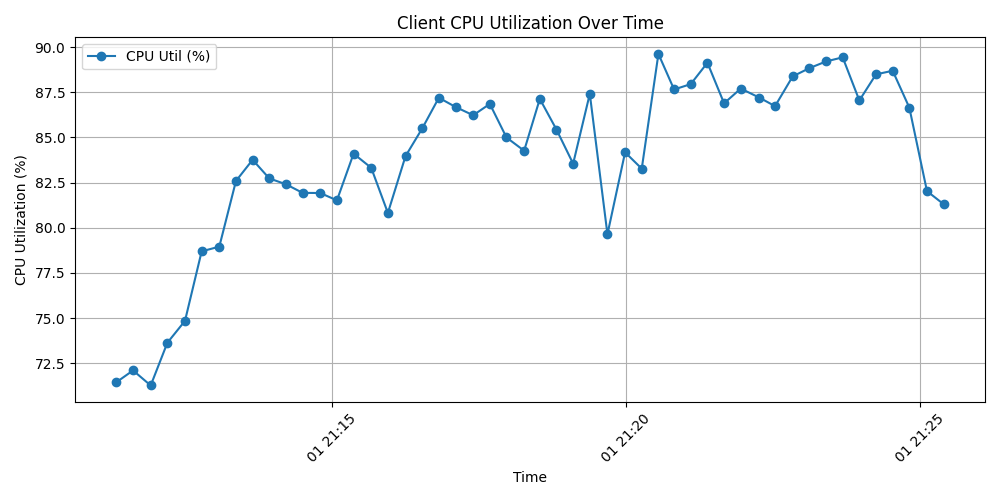 Client CPU Utilization Over Time
CPU Util (%)
90.0
87.5
85.0
82.5
80.0
77.5
75.0
72.5
CPU Utilization (%)
01 21:15
01 21:20
01 21:25
Time